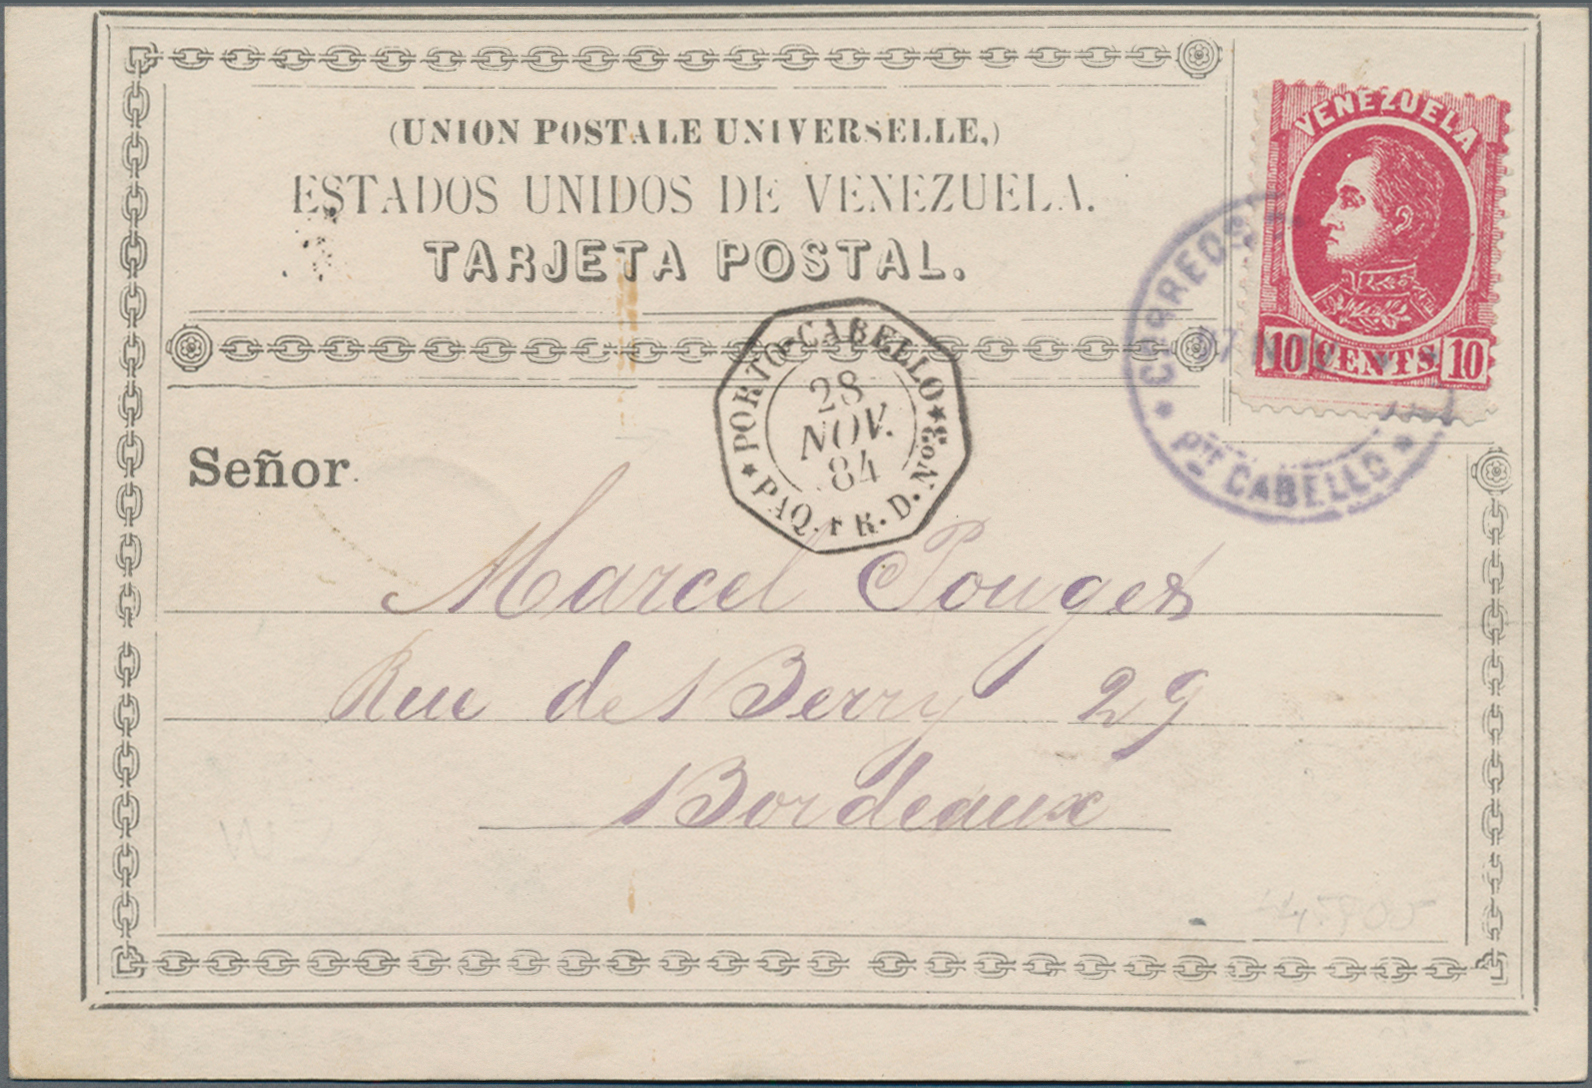 (UNION POSTALE UNIVERSELLE,)
ESTADOS UNIDOS DE VENEZUELA.
TARJETA POSTAL.
VENEZUELA
10 CENTS 10
CORREOS
Pto CABELLO
PORTO-CABELLO
28
NOV.
84
PAQ. FR. D. No. 3
Señor
Marcel Pouget
Rue de Berry 29
Bordeaux